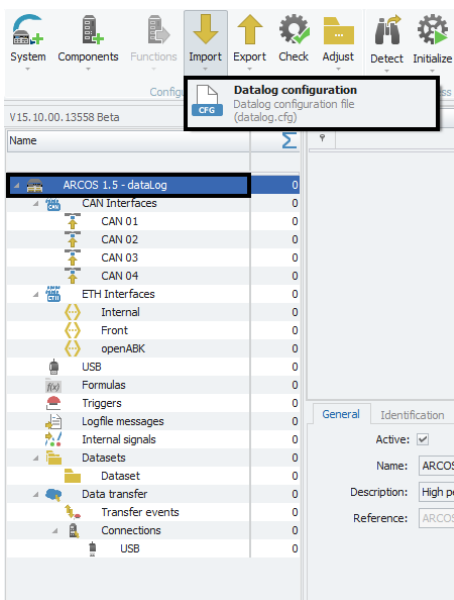 System Components Functions Import Export Check Adjust Detect Initialize
Datalog configuration
CFG
Datalog configuration file
(datalog.cfg)
V15.10.00.13558 Beta
Name Σ
ARCOS 1.5 - dataLog 0
CAN Interfaces 0
CAN 01 0
CAN 02 0
CAN 03 0
CAN 04 0
ETH Interfaces 0
Internal 0
Front 0
openABK 0
USB 0
Formulas 0
Triggers 0
Logfile messages 0
Internal signals 0
Datasets 0
Dataset 0
Data transfer 0
Transfer events 0
Connections 0
USB 0
General Identification
Active:
Name: ARCOS
Description: High pe
Reference: ARCOS